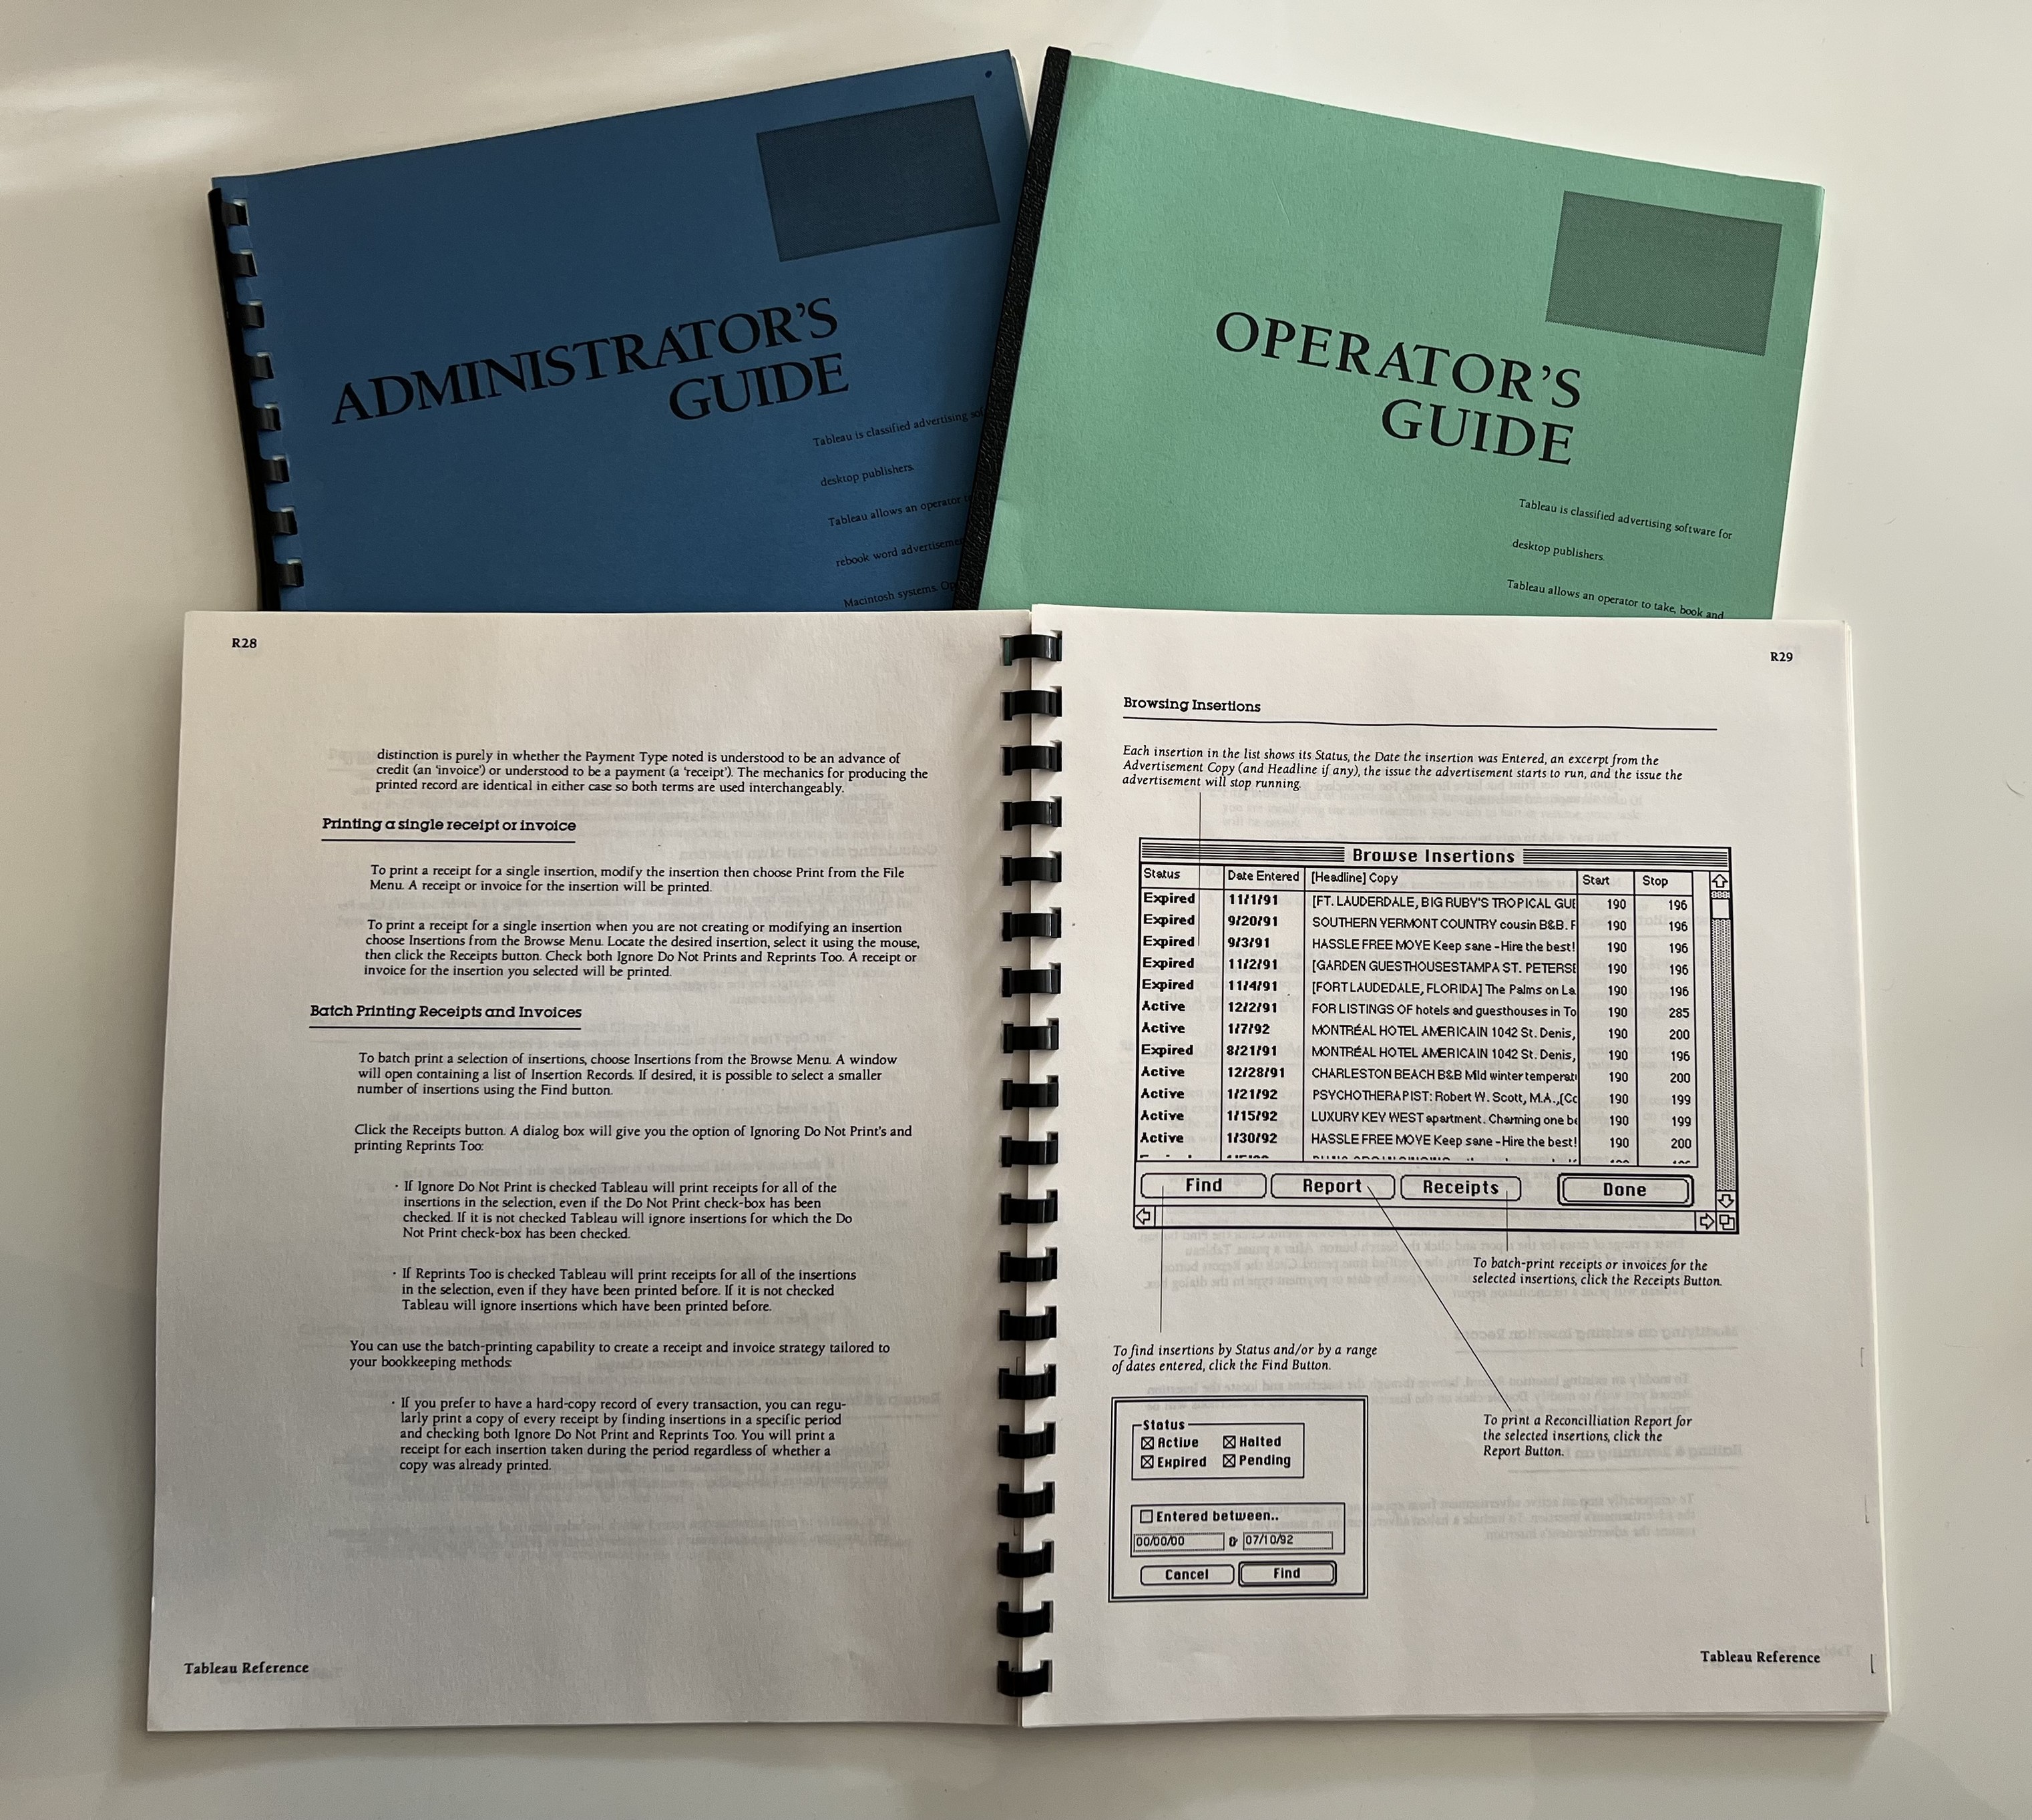 ADMINISTRATOR'S
GUIDE
Tableau is classified advertising
desktop publishers.
Tableau allows an operator
rebook word
Macintosh systems.
OPERATOR'S
GUIDE
Tableau is classified advertising software for
desktop publishers.
Tableau allows an operator to take, book and
R28
distinction is purely in whether the Payment Type noted is understood to be an advance of
credit (an 'invoice') or understood to be a payment (a 'receipt'). The mechanics for producing the
printed record are identical in either case so both terms are used interchangeably.
Printing a single receipt or invoice
To print a receipt for a single insertion, modify the insertion then choose Print from the File
Menu. A receipt or invoice for the insertion will be printed.
To print a receipt for a single insertion when you are not creating or modifying an insertion
choose Insertions from the Browse Menu. Locate the desired insertion, select it using the mouse,
then click the Receipts button. Check both Ignore Do Not Prints and Reprints Too. A receipt or
invoice for the insertion you selected will be printed.
Batch Printing Receipts and Invoices
To batch print a selection of insertions, choose Insertions from the Browse Menu. A window
will open containing a list of Insertion Records. If desired, it is possible to select a smaller
number of insertions using the Find button.
Click the Receipts button. A dialog box will give you the option of Ignoring Do Not Print's and
printing Reprints Too:
· If Ignore Do Not Print is checked Tableau will print receipts for all of the
insertions in the selection, even if the Do Not Print check-box has been
checked. If it is not checked Tableau will ignore insertions for which the Do
Not Print check-box has been checked.
· If Reprints Too is checked Tableau will print receipts for all of the insertions
in the selection, even if they have been printed before. If it is not checked
Tableau will ignore insertions which have been printed before.
You can use the batch-printing capability to create a receipt and invoice strategy tailored to
your bookkeeping methods:
· If you prefer to have a hard-copy record of every transaction, you can regu-
larly print a copy of every receipt by finding insertions in a specific period
and checking both Ignore Do Not Print and Reprints Too. You will print a
receipt for each insertion taken during the period regardless of whether a
copy was already printed.
Tableau Reference
R29
Browsing Insertions
Each insertion in the list shows its Status, the Date the insertion was Entered, an excerpt from the
Advertisement Copy (and Headline if any), the issue the advertisement starts to run, and the issue the
advertisement will stop running.
Browse Insertions
Status Date Entered [Headline] Copy Start Stop
Expired 11/1/91 [FT. LAUDERDALE, BIG RUBY'S TROPICAL GUE 190 196
Expired 9/20/91 SOUTHERN VERMONT COUNTRY cousin B&B. F 190 196
Expired 9/3/91 HASSLE FREE MOVE Keep sane -Hire the best! 190 196
Expired 11/2/91 [GARDEN GUESTHOUSESTAMPA ST. PETERSE 190 196
Expired 11/4/91 [FORT LAUDEDALE, FLORIDA] The Palms on La 190 196
Active 12/2/91 FOR LISTINGS OF hotels and guesthouses in To 190 285
Active 1/7/92 MONTRÉAL HOTEL AMERICAIN 1042 St. Denis, 190 200
Expired 8/21/91 MONTRÉAL HOTEL AMERICAIN 1042 St. Denis, 190 196
Active 12/28/91 CHARLESTON BEACH B&B Mild winter temperat 190 200
Active 1/21/92 PSYCHOTHERAPIST: Robert W. Scott, M.A.,[Cc 190 199
Active 1/15/92 LUXURY KEY WEST apartment. Charming one be 190 199
Active 1/30/92 HASSLE FREE MOVE Keep sane -Hire the best! 190 200
Find Report Receipts Done
To batch-print receipts or invoices for the
selected insertions, click the Receipts Button.
To find insertions by Status and/or by a range
of dates entered, click the Find Button.
To print a Reconcilliation Report for
the selected insertions, click the
Report Button.
Status
Active Halted
Expired Pending
Entered between..
00/00/00 & 07/10/92
Cancel Find
Tableau Reference